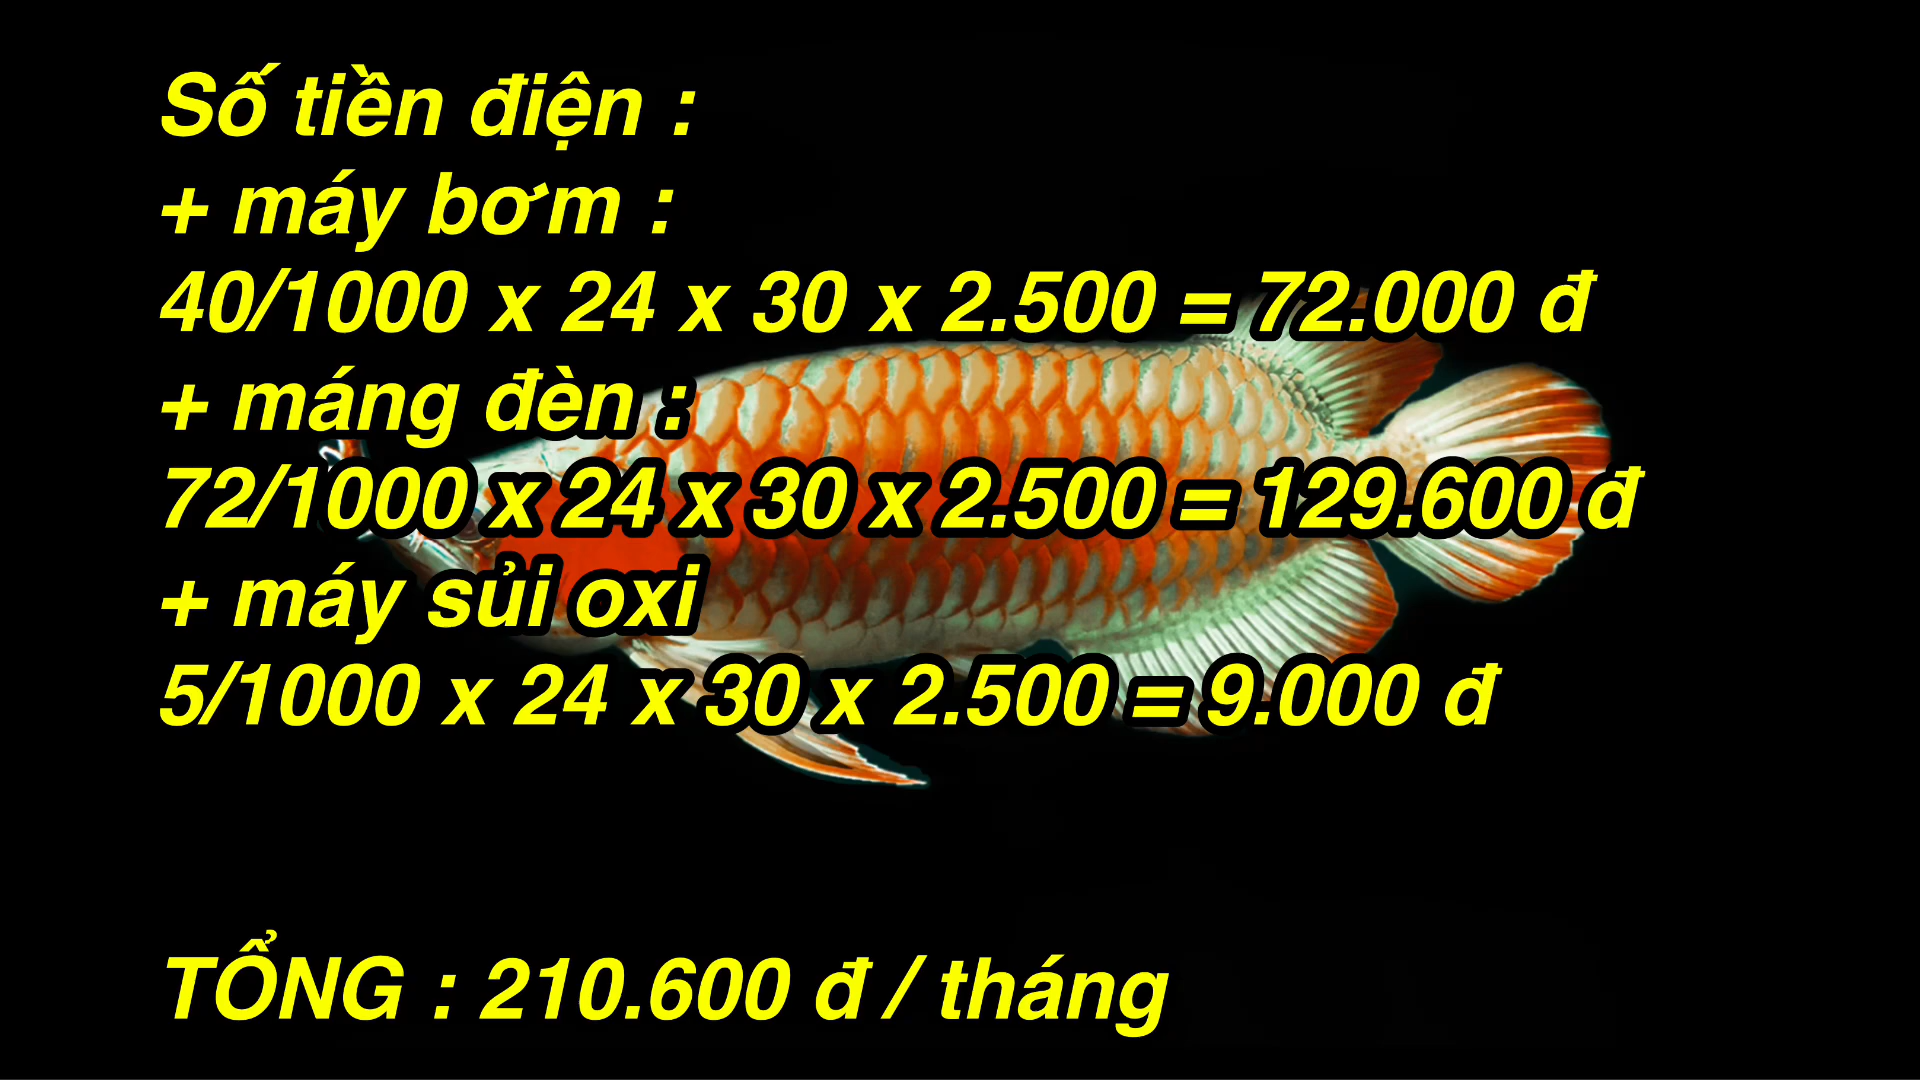 Số tiền điện :
+ máy bơm :
40/1000 x 24 x 30 x 2.500 = 72.000 đ
+ máng đèn :
72/1000 x 24 x 30 x 2.500 = 129.600 đ
+ máy sủi oxi
5/1000 x 24 x 30 x 2.500 = 9.000 đ
TỔNG : 210.600 đ / tháng